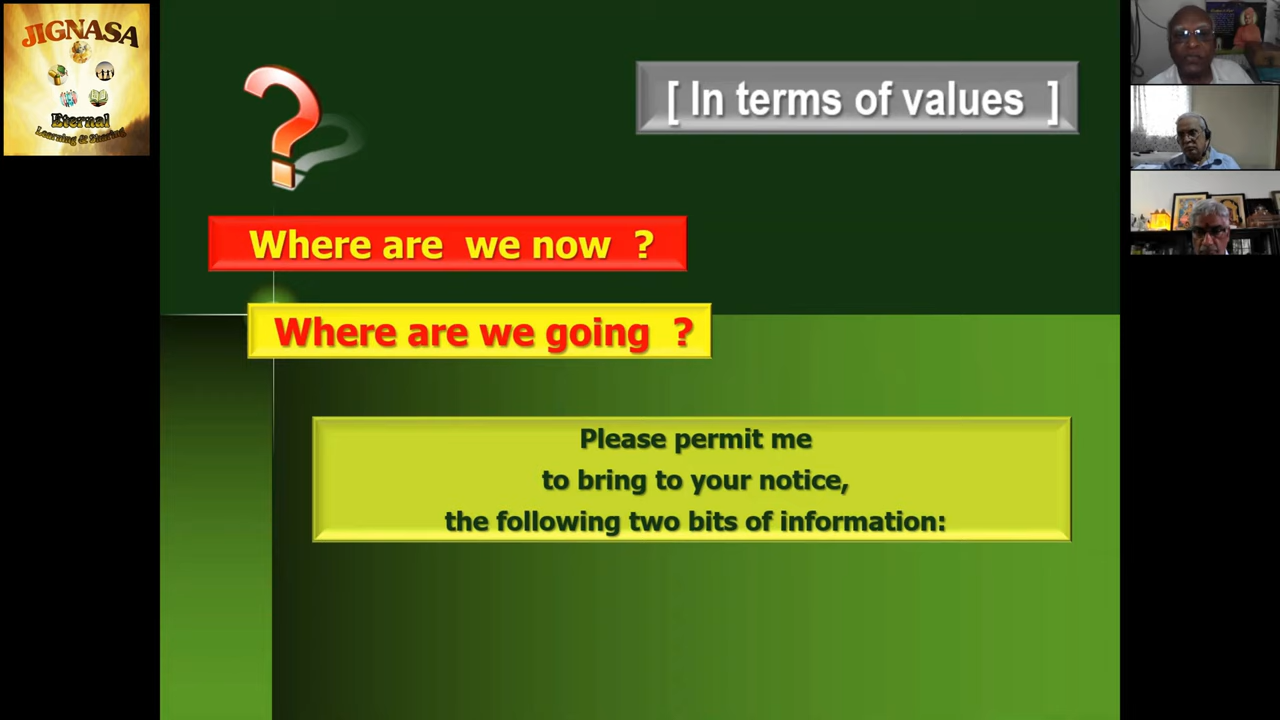 JIGNASA
Eternal
Learning & Sharing
[ In terms of values ]
?
Where are we now ?
Where are we going ?
Please permit me
to bring to your notice,
the following two bits of information: